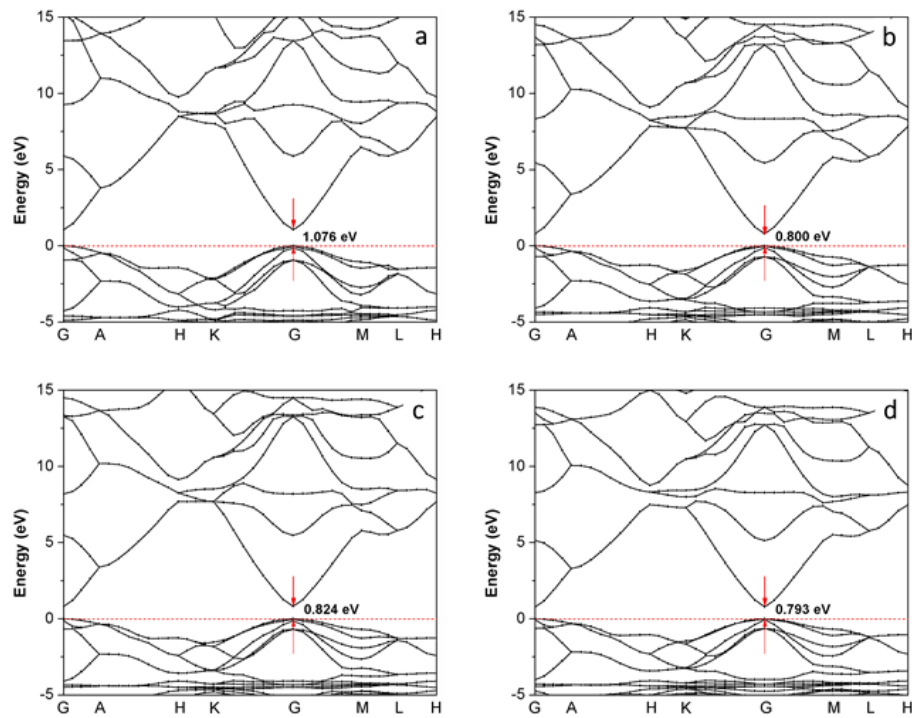 15
10
5
0
-5
Energy (eV)
a
1.076 eV
G A H K G M L H
15
10
5
0
-5
Energy (eV)
b
0.800 eV
G A H K G M L H
15
10
5
0
-5
Energy (eV)
c
0.824 eV
G A H K G M L H
15
10
5
0
-5
Energy (eV)
d
0.793 eV
G A H K G M L H